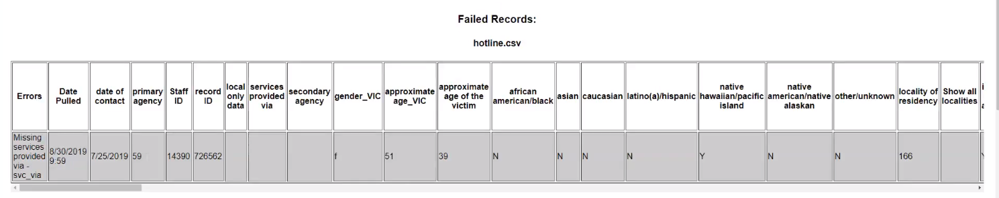 Failed Records:
hotline.csv
Errors
Date
Pulled
date of
contact
primary
agency
Staff
ID
record
ID
local
only
data
services
provided
via
secondary
agency
gender_VIC
approximate
age_VIC
approximate
age of the
victim
african
american/black
asian
caucasian
latino(a)/hispanic
native
hawaiian/pacific
island
native
american/native
alaskan
other/unknown
locality of
residency
Show all
localities
Missing
services
provided
via -
svc_via
8/30/2019
9:59
7/25/2019
59
14390
726562
f
51
39
N
N
N
N
Y
N
N
166